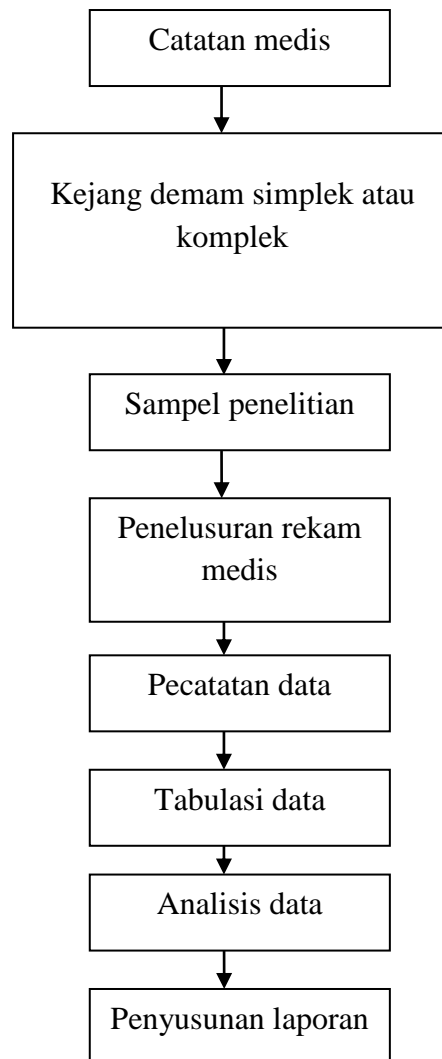 Catatan medis
Kejang demam simplek atau
komplek
Sampel penelitian
Penelusuran rekam
medis
Pecatatan data
Tabulasi data
Analisis data
Penyusunan laporan